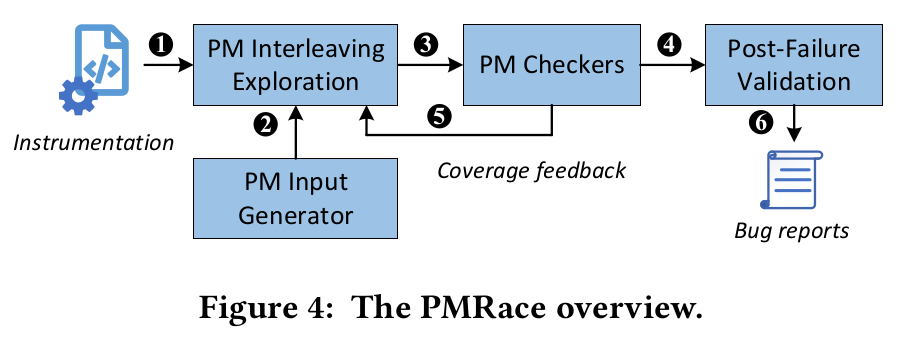 ❶
PM Interleaving
Exploration
❸
PM Checkers
❹
Post-Failure
Validation
</>
Instrumentation
❷
❺
❻
PM Input
Generator
Coverage feedback
Bug reports
Figure 4: The PMRace overview.